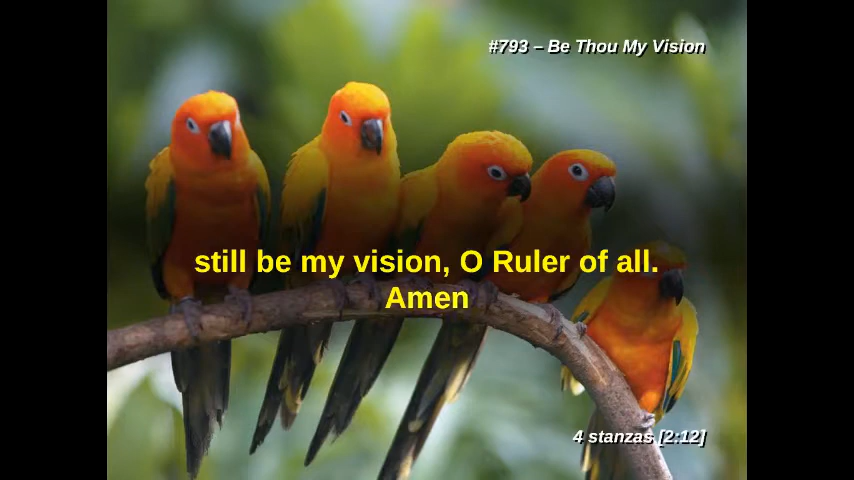 #793 – Be Thou My Vision
still be my vision, O Ruler of all.
Amen
4 stanzas [2:12]